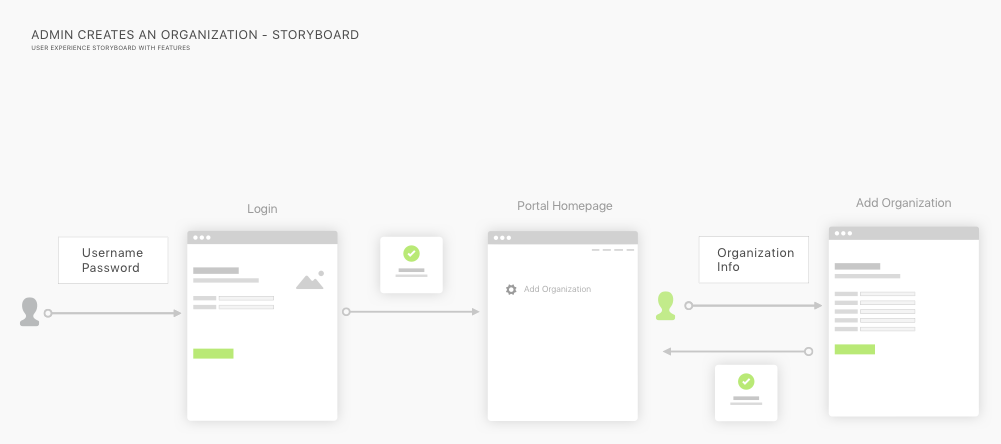 ADMIN CREATES AN ORGANIZATION - STORYBOARD
USER EXPERIENCE STORYBOARD WITH FEATURES
Login
Portal Homepage
Add Organization
Username
Password
Organization
Info
Add Organization